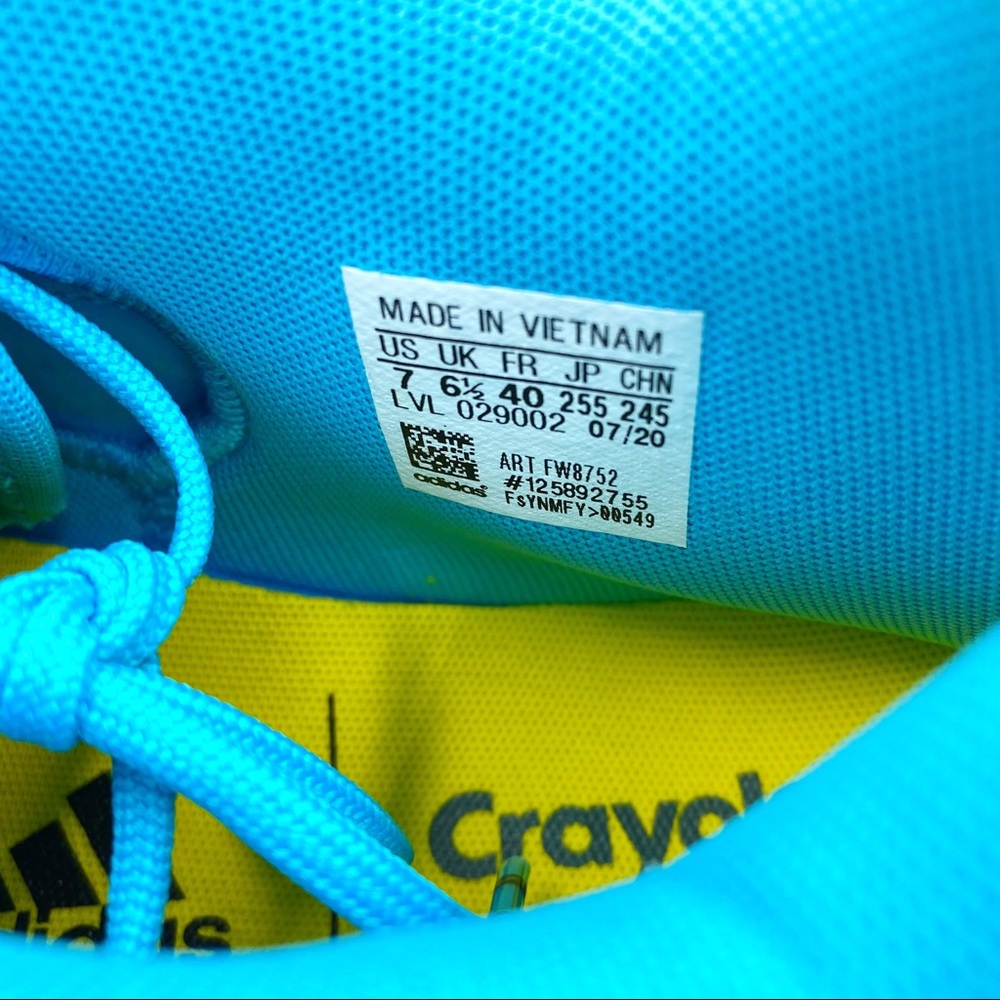 MADE IN VIETNAM
US UK FR JP CHN
7 6½ 40 255 245
LVL 029002 07/20
ART FW8752
#125892755
adidas
FsYNMFY>00549
Crayo